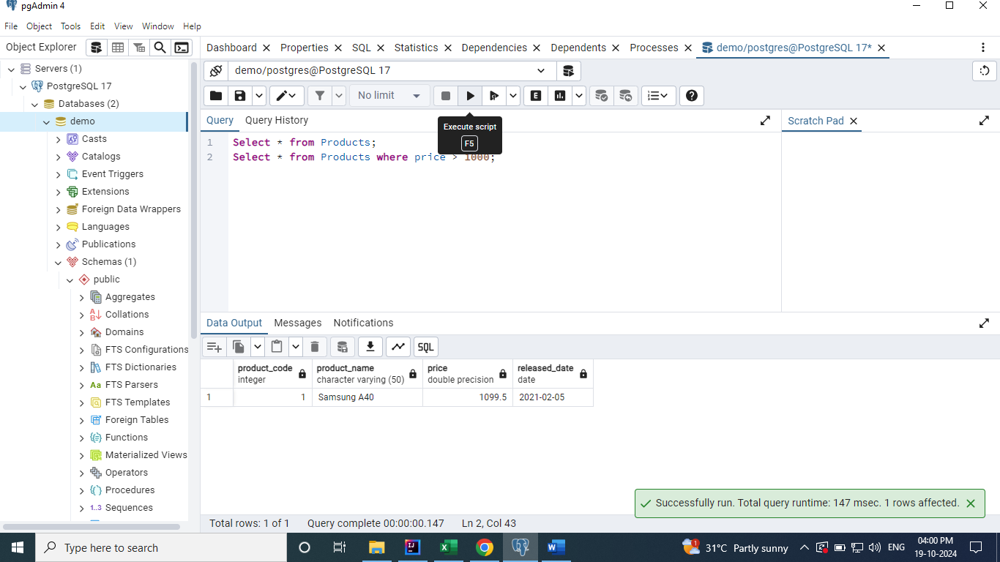 pgAdmin 4
File Object Tools Edit View Window Help
Object Explorer
Dashboard Properties SQL Statistics Dependencies Dependents Processes demo/postgres@PostgreSQL 17*
Servers (1)
PostgreSQL 17
Databases (2)
demo
Casts
Catalogs
Event Triggers
Extensions
Foreign Data Wrappers
Languages
Publications
Schemas (1)
public
Aggregates
Collations
Domains
FTS Configurations
FTS Dictionaries
Aa FTS Parsers
FTS Templates
Foreign Tables
Functions
Materialized Views
Operators
Procedures
1..3 Sequences
demo/postgres@PostgreSQL 17
No limit
E
Query Query History
Execute script
F5
Scratch Pad
1 Select * from Products;
2 Select * from Products where price > 1000;
Data Output Messages Notifications
SQL
product_code integer
product_name character varying (50)
price double precision
released_date date
1 1 Samsung A40 1099.5 2021-02-05
Successfully run. Total query runtime: 147 msec. 1 rows affected.
Total rows: 1 of 1 Query complete 00:00:00.147 Ln 2, Col 43
Type here to search
1 31°C Partly sunny ENG
04:00 PM
19-10-2024